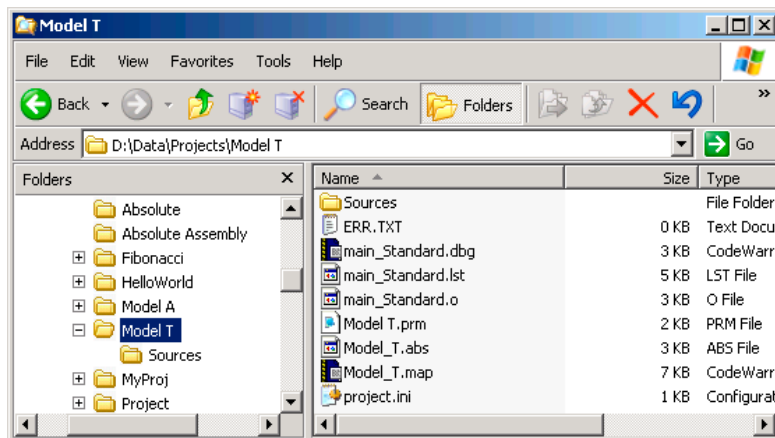 Model T
File Edit View Favorites Tools Help
Back Search Folders »
Address D:\Data\Projects\Model T Go
Folders
Absolute
Absolute Assembly
Fibonacci
HelloWorld
Model A
Model T
Sources
MyProj
Project
Name Size Type
Sources File Folder
ERR.TXT 0 KB Text Docu
main_Standard.dbg 3 KB CodeWarr
main_Standard.lst 5 KB LST File
main_Standard.o 3 KB O File
Model T.prm 2 KB PRM File
Model_T.abs 3 KB ABS File
Model_T.map 7 KB CodeWarr
project.ini 1 KB Configurat